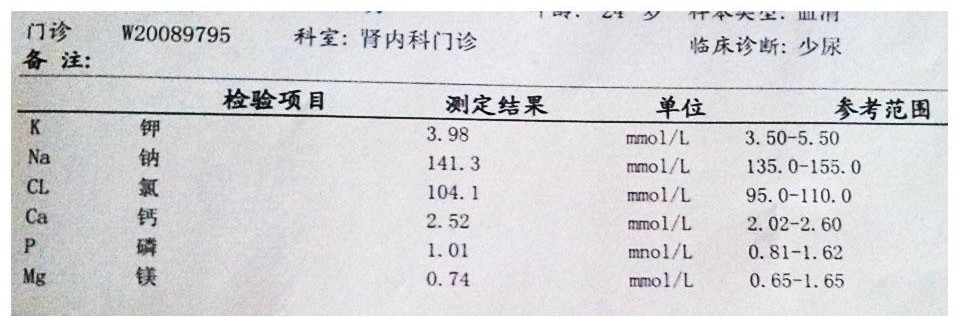 年龄: 24 岁 样本类型: 血清
门诊 W20089795 科室: 肾内科门诊 临床诊断: 少尿
备 注:
检验项目 测定结果 单位 参考范围
K 钾 3.98 mmol/L 3.50-5.50
Na 钠 141.3 mmol/L 135.0-155.0
CL 氯 104.1 mmol/L 95.0-110.0
Ca 钙 2.52 mmol/L 2.02-2.60
P 磷 1.01 mnol/L 0.81-1.62
Mg 镁 0.74 mmol/L 0.65-1.65